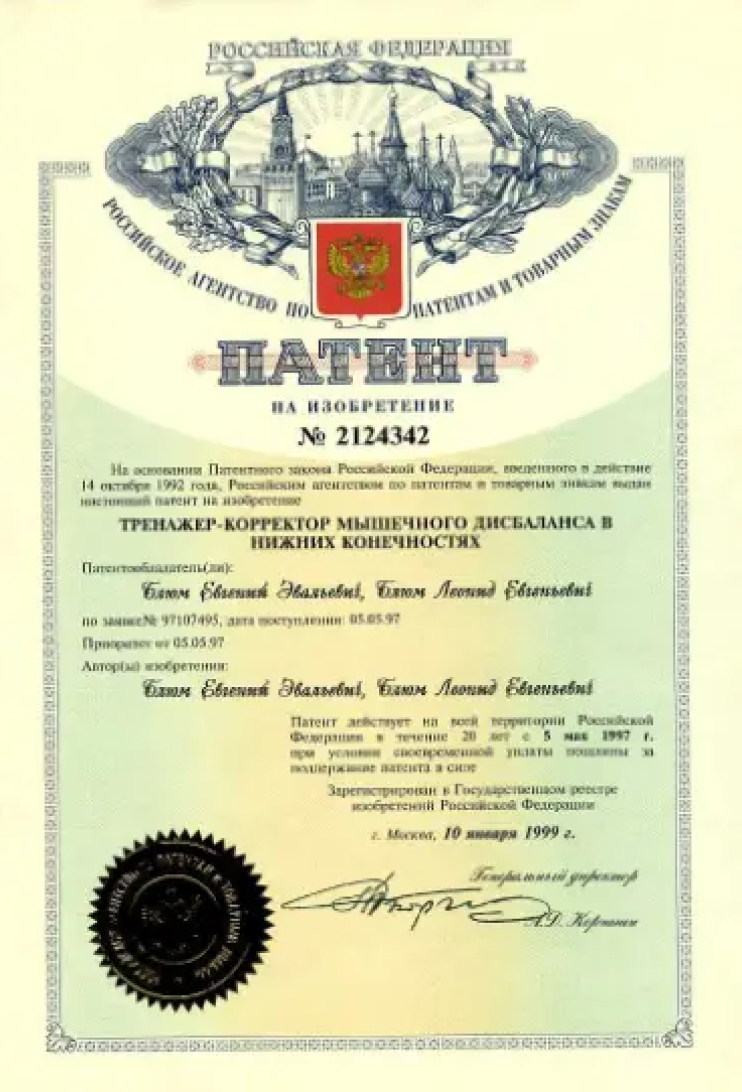 РОССИЙСКАЯ ФЕДЕРАЦИЯ
РОССИЙСКОЕ АГЕНТСТВО ПО ПАТЕНТАМ И ТОВАРНЫМ ЗНАКАМ
ПАТЕНТ
НА ИЗОБРЕТЕНИЕ
№ 2124342
На основании Патентного закона Российской Федерации, введенного в действие
14 октября 1992 года, Российским агентством по патентам и товарным знакам выдан
настоящий патент на изобретение
ТРЕНАЖЕР-КОРРЕКТОР МЫШЕЧНОГО ДИСБАЛАНСА В
НИЖНИХ КОНЕЧНОСТЯХ
Патентообладатель(ли):
Блюм Евгений Эвальевич, Блюм Леонид Евгеньевич
по заявке№ 97107495, дата поступления: 05.05.97
Приоритет от 05.05.97
Автор(ы) изобретения:
Блюм Евгений Эвальевич, Блюм Леонид Евгеньевич
Патент действует на всей территории Российской
Федерации в течение 20 лет с 5 мая 1997 г.
при условии своевременной уплаты пошлины за
поддержание патента в силе
Зарегистрирован в Государственном реестре
изобретений Российской Федерации
г. Москва, 10 января 1999 г.
Генеральный директор
А.Д. Корчагин